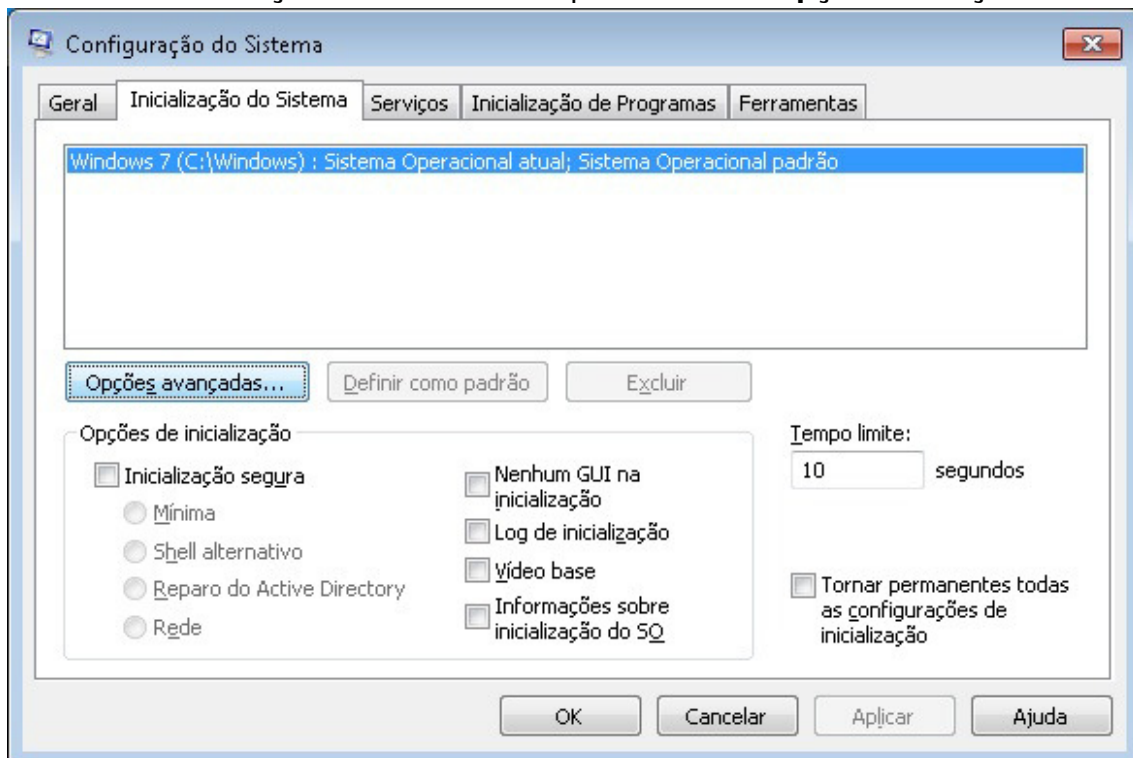 Configuração do Sistema
Geral
Inicialização do Sistema
Serviços
Inicialização de Programas
Ferramentas
Windows 7 (C:\Windows) : Sistema Operacional atual; Sistema Operacional padrão
Opções avançadas...
Definir como padrão
Excluir
Opções de inicialização
Inicialização segura
Mínima
Shell alternativo
Reparo do Active Directory
Rede
Nenhum GUI na
inicialização
Log de inicialização
Vídeo base
Informações sobre
inicialização do SO
Tempo limite:
10 segundos
Tornar permanentes todas
as configurações de
inicialização
OK
Cancelar
Aplicar
Ajuda